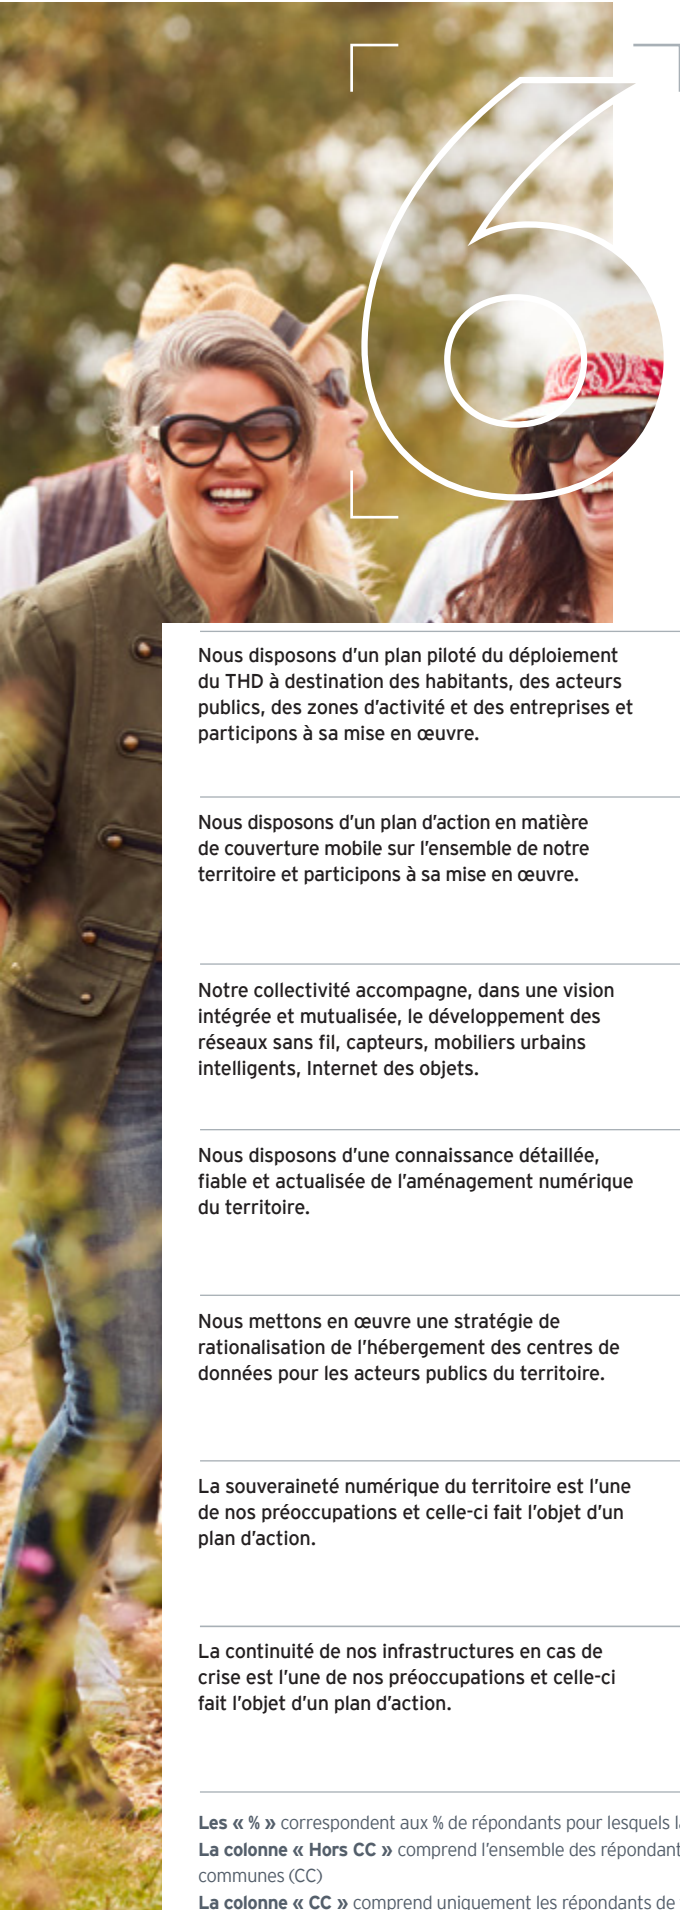 6
Nous disposons d’un plan piloté du déploiement
du THD à destination des habitants, des acteurs
publics, des zones d’activité et des entreprises et
participons à sa mise en œuvre.
Nous disposons d’un plan d’action en matière
de couverture mobile sur l’ensemble de notre
territoire et participons à sa mise en œuvre.
Notre collectivité accompagne, dans une vision
intégrée et mutualisée, le développement des
réseaux sans fil, capteurs, mobiliers urbains
intelligents, Internet des objets.
Nous disposons d’une connaissance détaillée,
fiable et actualisée de l’aménagement numérique
du territoire.
Nous mettons en œuvre une stratégie de
rationalisation de l’hébergement des centres de
données pour les acteurs publics du territoire.
La souveraineté numérique du territoire est l’une
de nos préoccupations et celle-ci fait l’objet d’un
plan d’action.
La continuité de nos infrastructures en cas de
crise est l’une de nos préoccupations et celle-ci
fait l’objet d’un plan d’action.
Les « % » correspondent aux % de répondants pour lesquels
La colonne « Hors CC » comprend l’ensemble des répondant
communes (CC)
La colonne « CC » comprend uniquement les répondants de